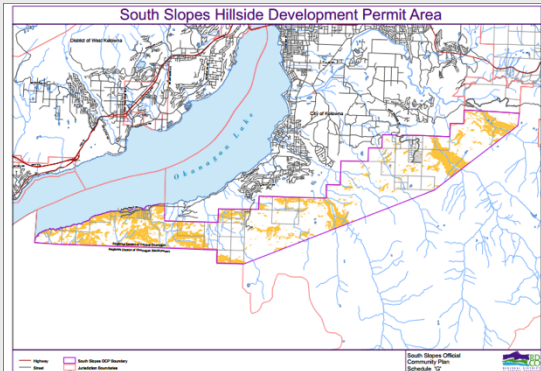 South Slopes Hillside Development Permit Area
District of West Kelowna
City of Kelowna
Okanagan Lake
Highway
Street
South Slopes OCP Boundary
Jurisdiction Boundaries
South Slopes Official
Community Plan
Schedule 'G'